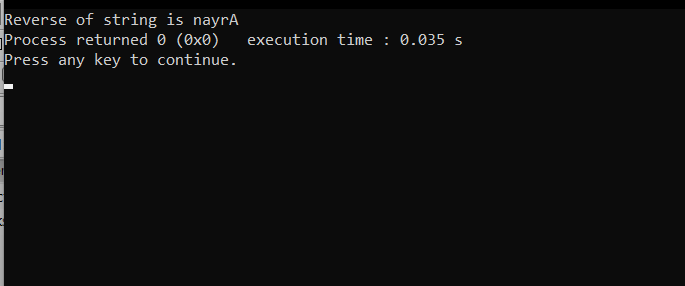 Reverse of string is nayrA
Process returned 0 (0x0)   execution time : 0.035 s
Press any key to continue.